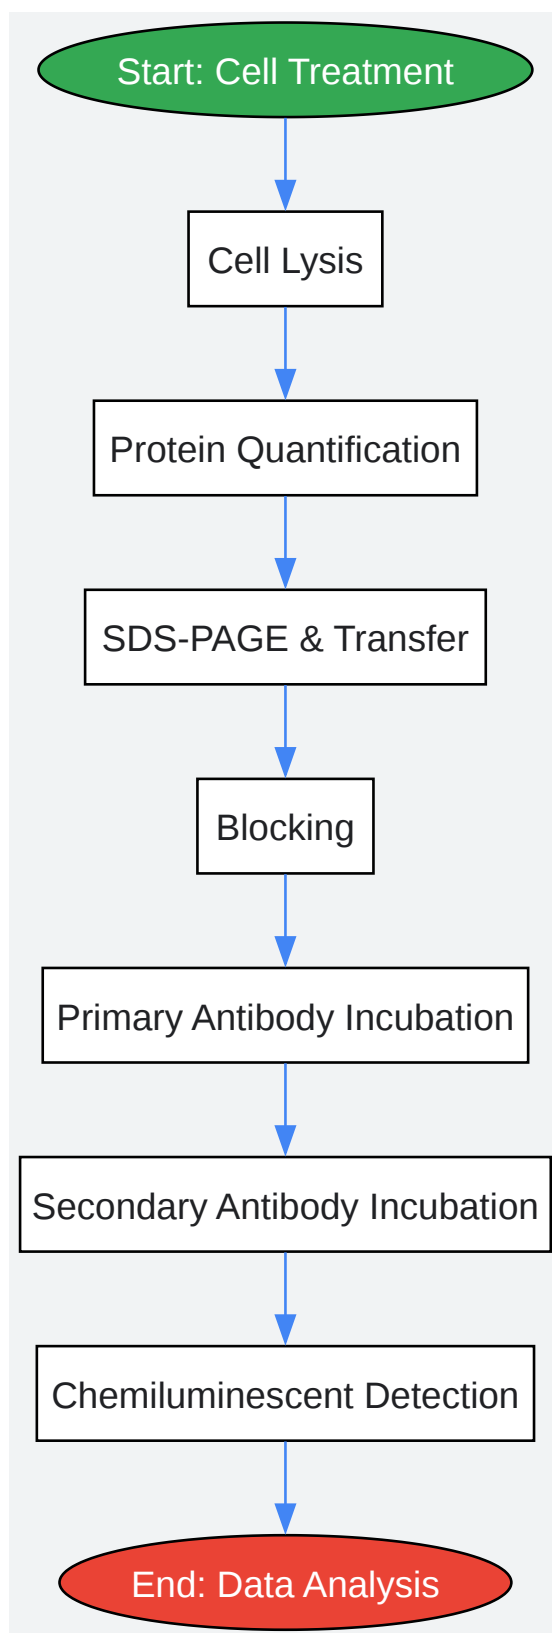 Start: Cell Treatment
Cell Lysis
Protein Quantification
SDS-PAGE & Transfer
Blocking
Primary Antibody Incubation
Secondary Antibody Incubation
Chemiluminescent Detection
End: Data Analysis